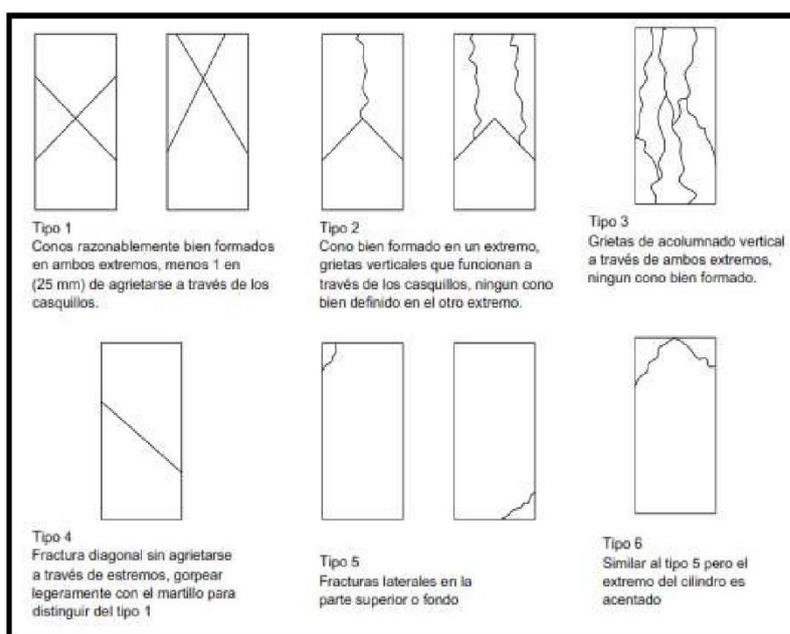 Tipo 1
Conos razonablemente bien formados
en ambos extremos, menos 1 en
(25 mm) de agrietarse a través de los
casquillos.
Tipo 2
Cono bien formado en un extremo,
grietas verticales que funcionan a
través de los casquillos, ningun cono
bien definido en el otro extremo.
Tipo 3
Grietas de acolumnado vertical
a través de ambos extremos,
ningun cono bien formado.
Tipo 4
Fractura diagonal sin agrietarse
a través de estremos, gorpear
legeramente con el martillo para
distinguir del tipo 1
Tipo 5
Fracturas laterales en la
parte superior o fondo
Tipo 6
Similar al tipo 5 pero el
extremo del cilindro es
acentado